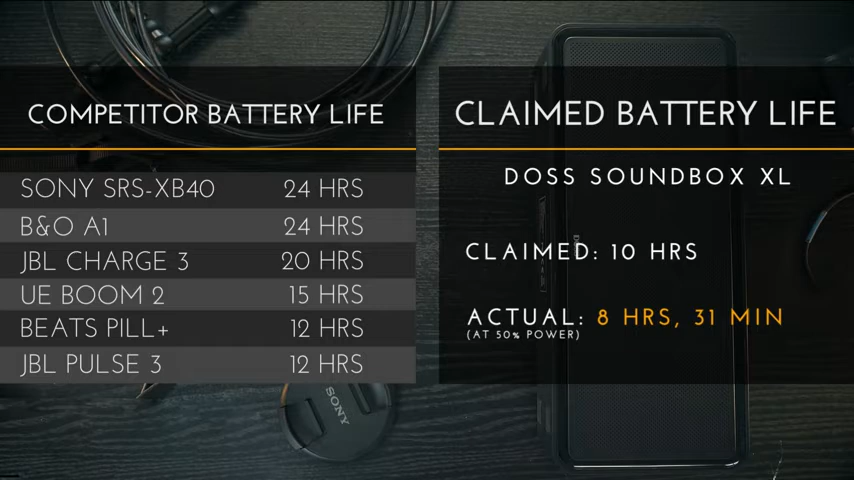 COMPETITOR BATTERY LIFE
SONY SRS-XB40 24 HRS
B&O A1 24 HRS
JBL CHARGE 3 20 HRS
UE BOOM 2 15 HRS
BEATS PILL+ 12 HRS
JBL PULSE 3 12 HRS
CLAIMED BATTERY LIFE
DOSS SOUNDBOX XL
CLAIMED: 10 HRS
ACTUAL: 8 HRS, 31 MIN
(AT 50% POWER)
SONY